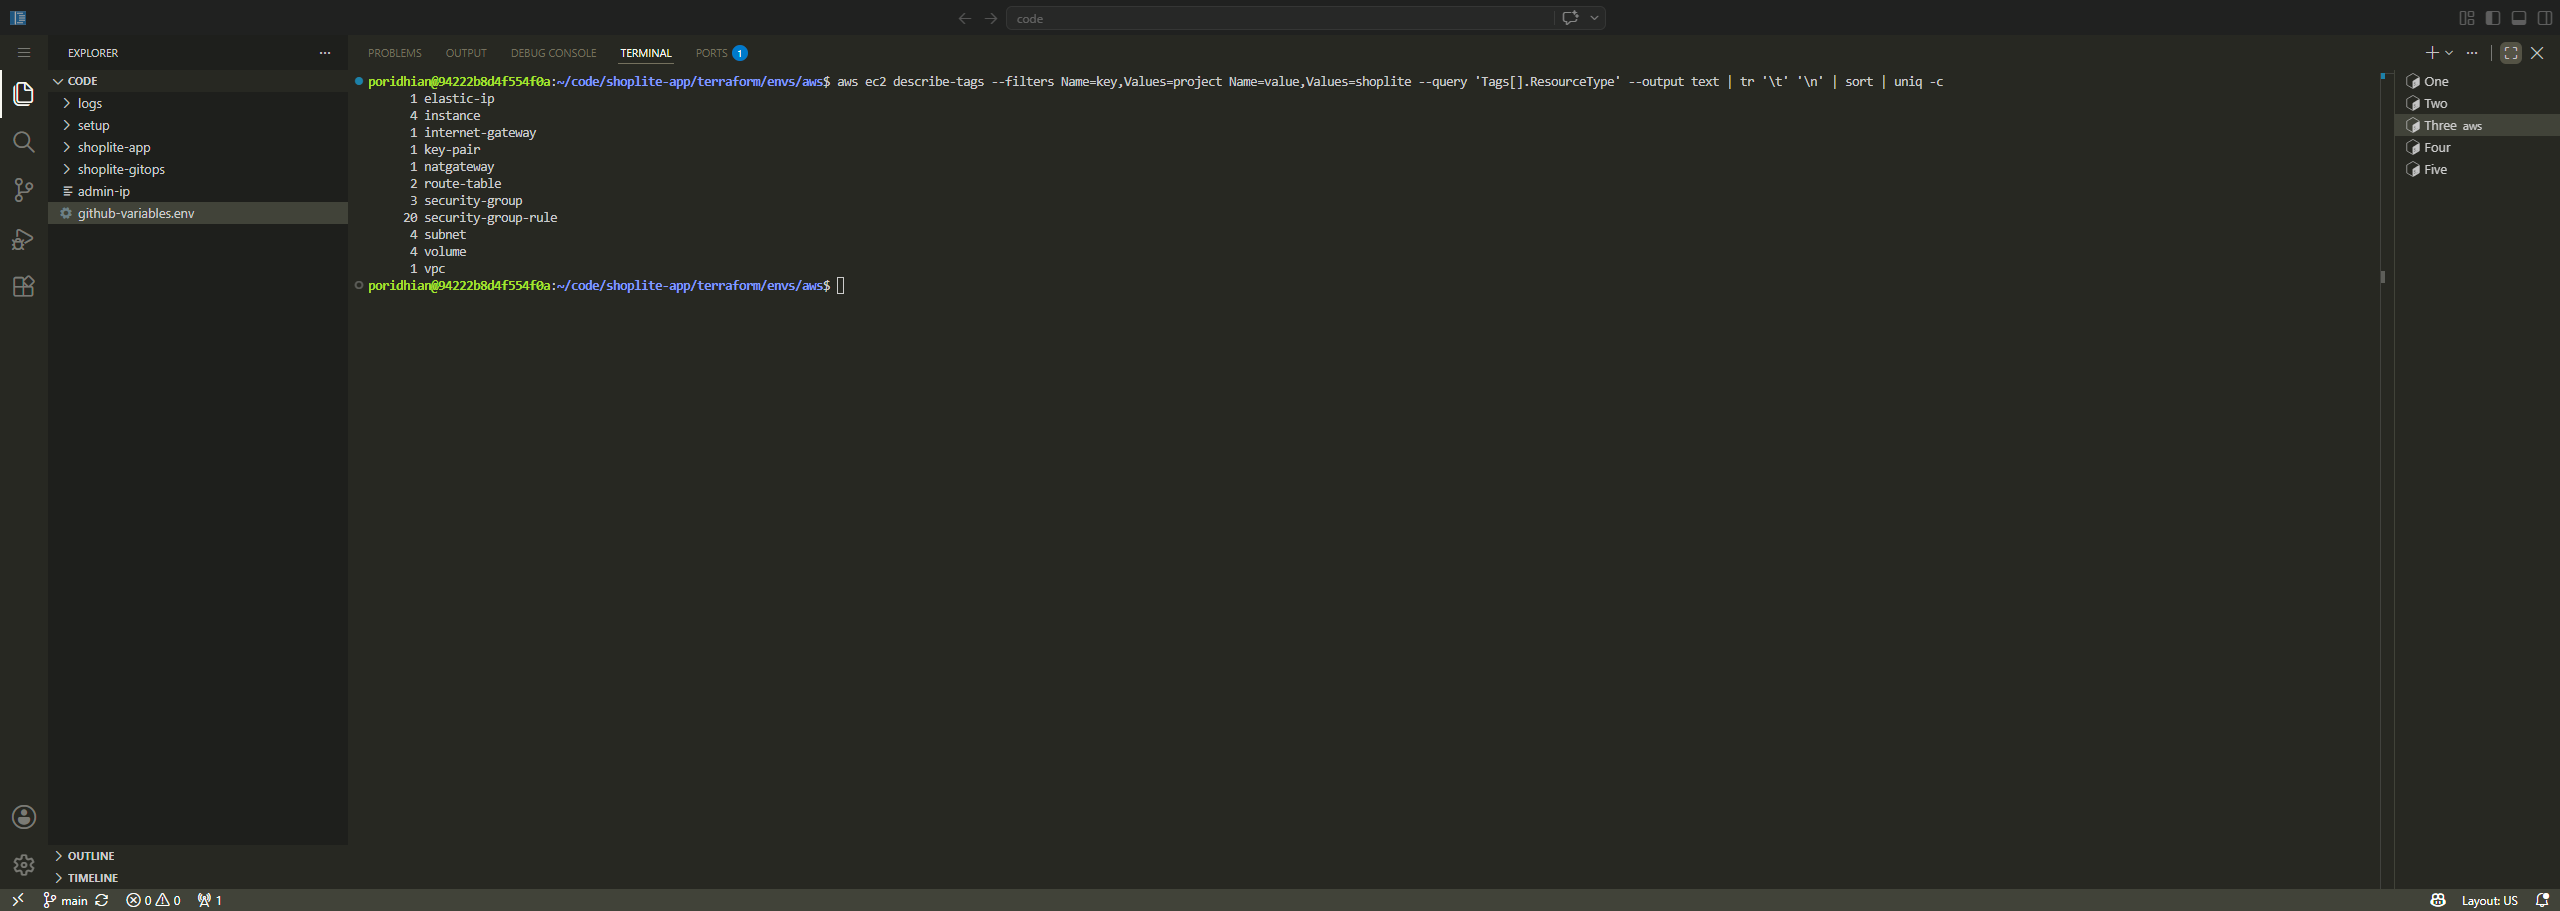 code
EXPLORER
PROBLEMS OUTPUT DEBUG CONSOLE TERMINAL PORTS 1
CODE
logs
setup
shoplite-app
shoplite-gitops
admin-ip
github-variables.env
poridhian@94222b8d4f554f0a:~/code/shoplite-app/terraform/envs/aws$ aws ec2 describe-tags --filters Name=key,Values=project Name=value,Values=shoplite --query 'Tags[].ResourceType' --output text | tr '\t' '\n' | sort | uniq -c
1 elastic-ip
4 instance
1 internet-gateway
1 key-pair
1 natgateway
2 route-table
3 security-group
20 security-group-rule
4 subnet
4 volume
1 vpc
poridhian@94222b8d4f554f0a:~/code/shoplite-app/terraform/envs/aws$
One
Two
Three aws
Four
Five
OUTLINE
TIMELINE
main 0 0 1
Layout: US